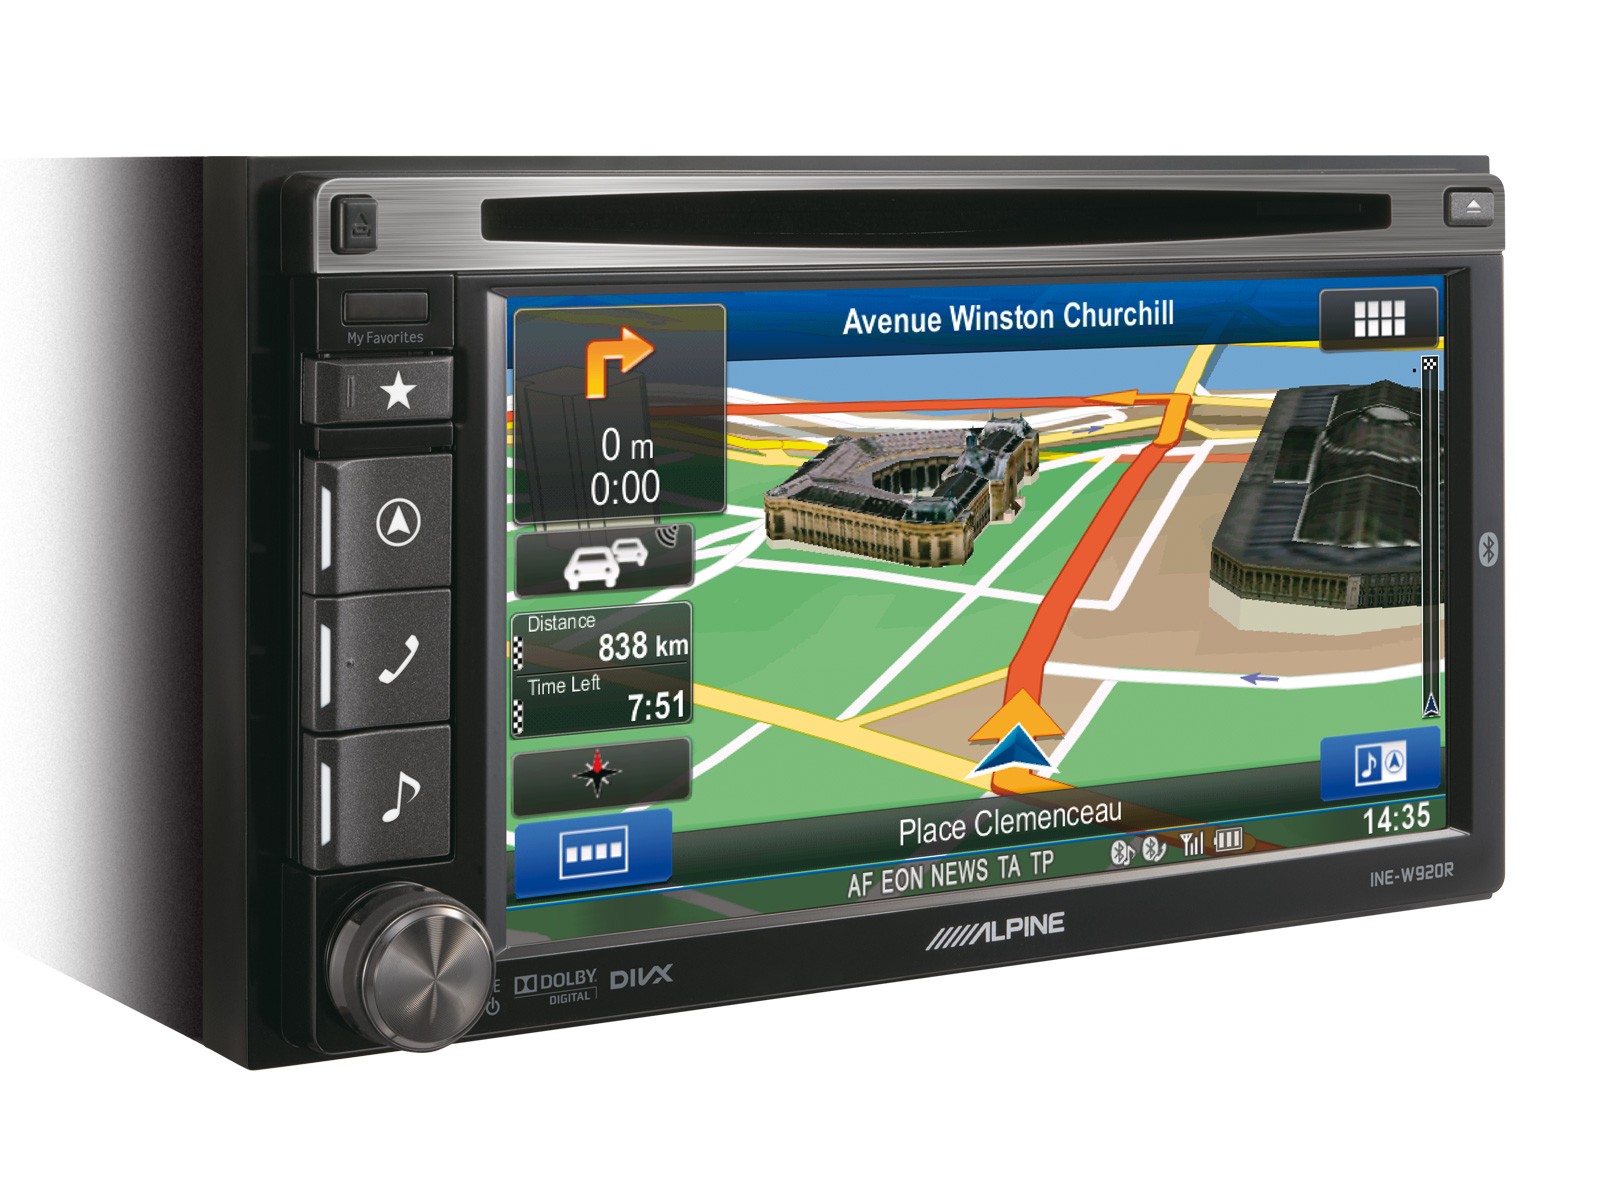 My Favorites
Avenue Winston Churchill
0 m
0:00
Distance
838 km
Time Left
7:51
Place Clemenceau
14:35
AF EON NEWS TA TP
INE-W920R
ALPINE
DOLBY
DIGITAL
DIVX